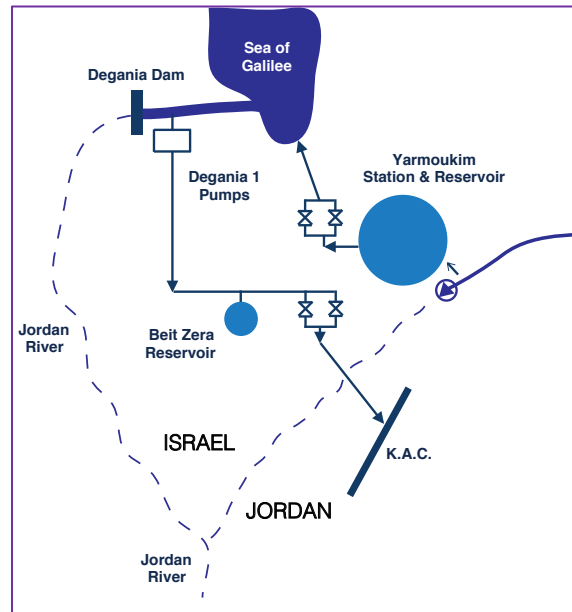 Sea of
Galilee
Degania Dam
Yarmoukim
Station & Reservoir
Degania 1
Pumps
Jordan
River
Beit Zera
Reservoir
ISRAEL
K.A.C.
JORDAN
Jordan
River